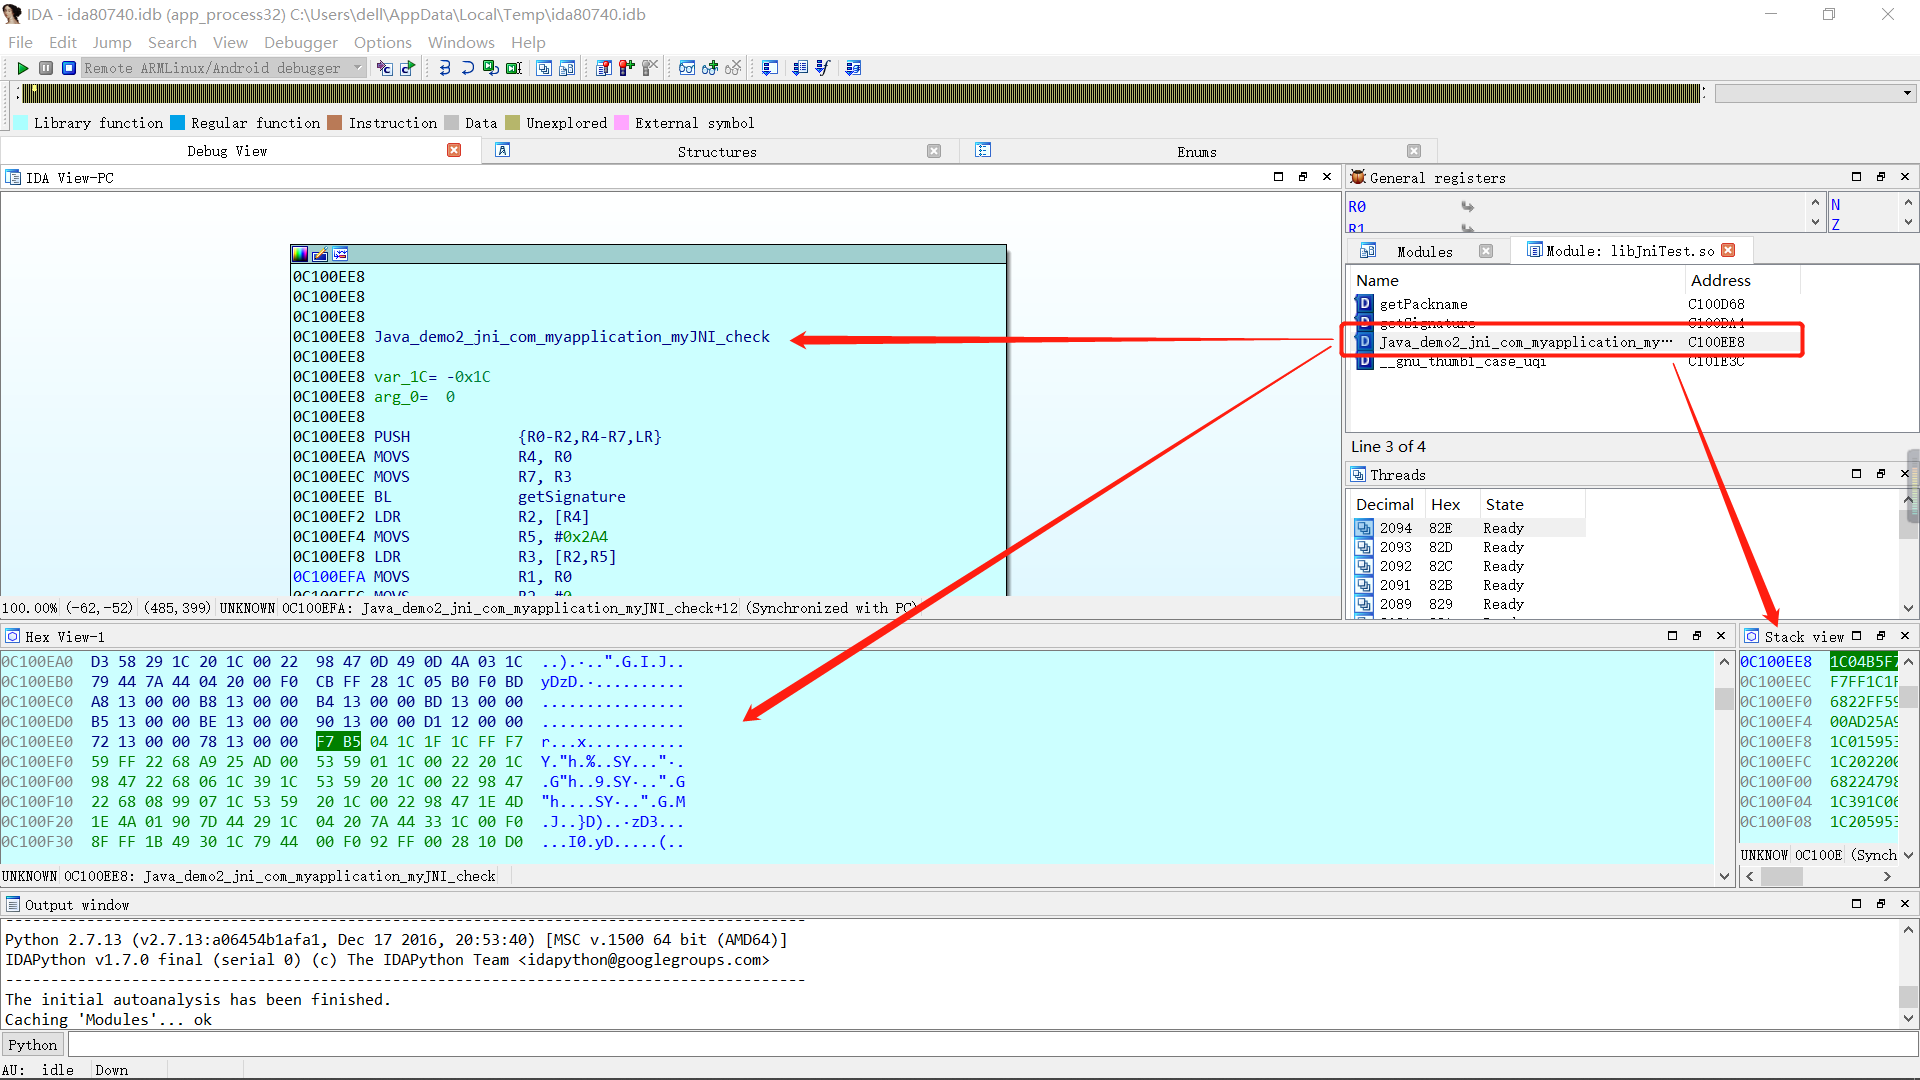 IDA - ida80740.idb (app_process32) C:\Users\dell\AppData\Local\Temp\ida80740.idb
File Edit Jump Search View Debugger Options Windows Help
Remote ARMLinux/Android debugger
Library function Regular function Instruction Data Unexplored External symbol
Debug View Structures Enums
IDA View-PC
0C100EE8
0C100EE8
0C100EE8
0C100EE8 Java_demo2_jni_com_myapplication_myJNI_check
0C100EE8
0C100EE8 var_1C= -0x1C
0C100EE8 arg_0= 0
0C100EE8
0C100EE8 PUSH {R0-R2,R4-R7,LR}
0C100EEA MOVS R4, R0
0C100EEC MOVS R7, R3
0C100EEE BL getSignature
0C100EF2 LDR R2, [R4]
0C100EF4 MOVS R5, #0x2A4
0C100EF8 LDR R3, [R2,R5]
0C100EFA MOVS R1, R0
100.00% (-62,-52) (485,399) UNKNOWN 0C100EFA: Java_demo2_jni_com_myapplication_myJNI_check+12 (Synchronized with PC)
General registers
R0
R1
N
Z
Modules Module: libJniTest.so
Name Address
getPackname C100D68
getSignature C100DA4
Java_demo2_jni_com_myapplication_my… C100EE8
__gnu_thumb1_case_uqi C101E3C
Line 3 of 4
Threads
Decimal Hex State
2094 82E Ready
2093 82D Ready
2092 82C Ready
2091 82B Ready
2089 829 Ready
Hex View-1
0C100EA0 D3 58 29 1C 20 1C 00 22 98 47 0D 49 0D 4A 03 1C ..).·..".G.I.J..
0C100EB0 79 44 7A 44 04 20 00 F0 CB FF 28 1C 05 B0 F0 BD yDzD.·..........
0C100EC0 A8 13 00 00 B8 13 00 00 B4 13 00 00 BD 13 00 00 ................
0C100ED0 B5 13 00 00 BE 13 00 00 90 13 00 00 D1 12 00 00 ................
0C100EE0 72 13 00 00 78 13 00 00 F7 B5 04 1C 1F 1C FF F7 r...x...........
0C100EF0 59 FF 22 68 A9 25 AD 00 53 59 01 1C 00 22 20 1C Y."h.%..SY..."·.
0C100F00 98 47 22 68 06 1C 39 1C 53 59 20 1C 00 22 98 47 .G"h..9.SY·..".G
0C100F10 22 68 08 99 07 1C 53 59 20 1C 00 22 98 47 1E 4D "h....SY·..".G.M
0C100F20 1E 4A 01 90 7D 44 29 1C 04 20 7A 44 33 1C 00 F0 .J..}D)..·zD3...
0C100F30 8F FF 1B 49 30 1C 79 44 00 F0 92 FF 00 28 10 D0 ...I0.yD.....(..
UNKNOWN 0C100EE8: Java_demo2_jni_com_myapplication_myJNI_check
Stack view
0C100EE8 1C04B5F7
0C100EEC F7FF1C1F
0C100EF0 6822FF59
0C100EF4 00AD25A9
0C100EF8 1C015953
0C100EFC 1C202200
0C100F00 68224798
0C100F04 1C391C06
0C100F08 1C205953
UNKNOW 0C100E (Synch
Output window
Python 2.7.13 (v2.7.13:a06454b1afa1, Dec 17 2016, 20:53:40) [MSC v.1500 64 bit (AMD64)]
IDAPython v1.7.0 final (serial 0) (c) The IDAPython Team <idapython@googlegroups.com>
The initial autoanalysis has been finished.
Caching 'Modules'... ok
Python
AU: idle Down